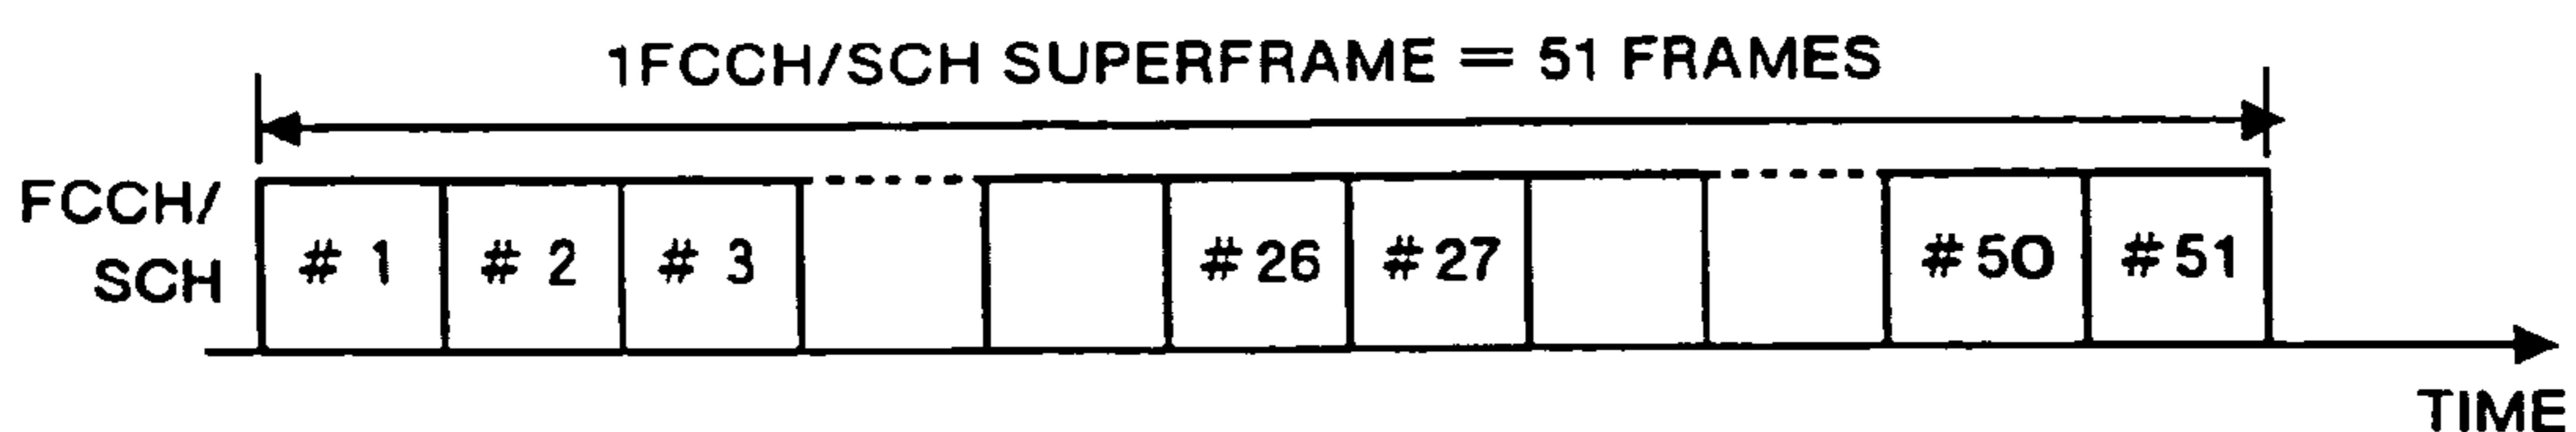 1FCCH/SCH SUPERFRAME = 51 FRAMES
FCCH/
SCH
# 1 # 2 # 3 #26 #27 #50 #51
TIME